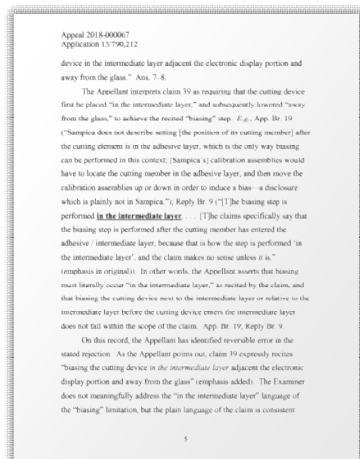 Appeal 2018-000067
Application 13/790,212
device in the intermediate layer adjacent the electronic display portion and
away from the glass." Ans. 7–8.
The Appellant interprets claim 39 as requiring that the cutting device
first be placed "in the intermediate layer," and subsequently lowered "away
from the glass," to achieve the recited "biasing" step. E.g., App. Br. 19
("Sampica does not describe setting [the position of its cutting member] after
the cutting element is in the adhesive layer, which is the only way biasing
can be performed in this context; [Sampica's] calibration assemblies would
have to locate the cutting member in the adhesive layer, and then move the
calibration assemblies up or down in order to induce a bias—a disclosure
which is plainly not in Sampica."); Reply Br. 9 ("[T]he biasing step is
performed in the intermediate layer. . . . [T]he claims specifically say that
the biasing step is performed after the cutting member has entered the
adhesive / intermediate layer, because that is how the step is performed 'in
the intermediate layer', and the claim makes no sense unless it is."
(emphasis in original)). In other words, the Appellant asserts that biasing
must literally occur "in the intermediate layer," as recited by the claim, and
that biasing the cutting device next to the intermediate layer or relative to the
intermediate layer before the cutting device enters the intermediate layer
does not fall within the scope of the claim. App. Br. 19; Reply Br. 9.
On this record, the Appellant has identified reversible error in the
stated rejection. As the Appellant points out, claim 39 expressly recites
"biasing the cutting device in the intermediate layer adjacent the electronic
display portion and away from the glass" (emphasis added). The Examiner
does not meaningfully address the "in the intermediate layer" language of
the "biasing" limitation, but the plain language of the claim is consistent
5